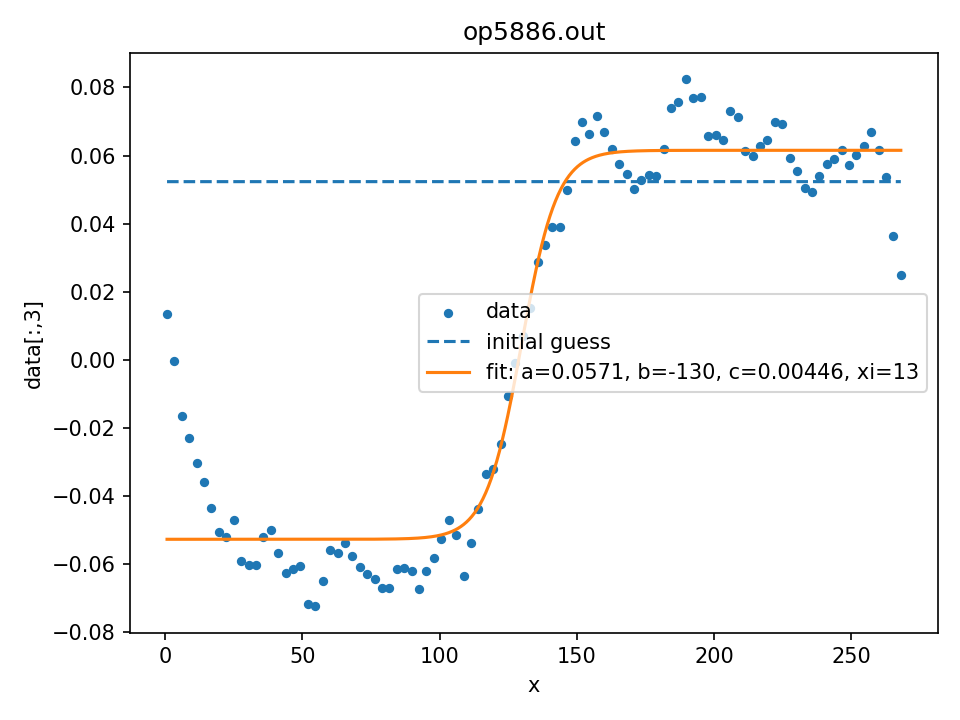 op5886.out
0.08
0.06
0.04
0.02
0.00
−0.02
−0.04
−0.06
−0.08
data[:,3]
data
initial guess
fit: a=0.0571, b=-130, c=0.00446, xi=13
0 50 100 150 200 250
x